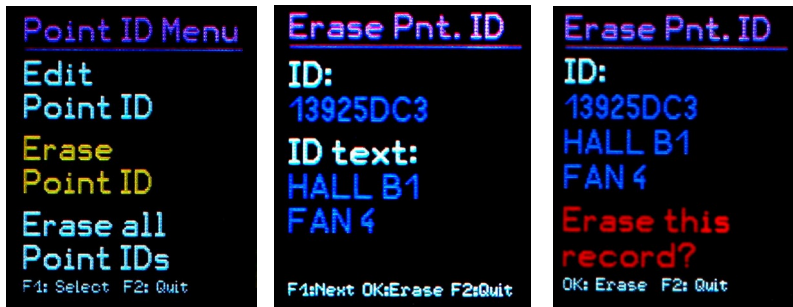 Point ID Menu
Edit
Point ID
Erase
Point ID
Erase all
Point IDs
F1: Select F2: Quit
Erase Pnt. ID
ID:
13925DC3
ID text:
HALL B1
FAN 4
F1:Next OK:Erase F2:Quit
Erase Pnt. ID
ID:
13925DC3
HALL B1
FAN 4
Erase this
record?
OK: Erase F2: Quit